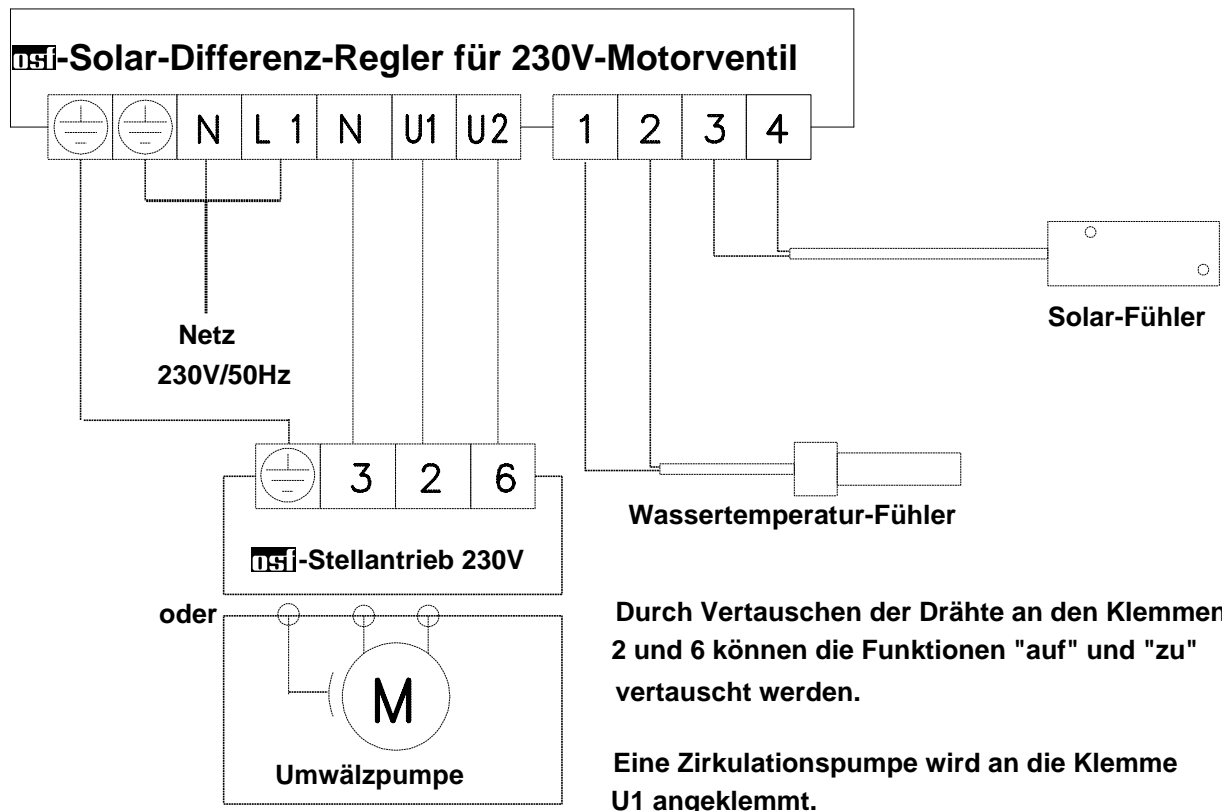 osf-Solar-Differenz-Regler für 230V-Motorventil
N L 1 N U1 U2 1 2 3 4
Solar-Fühler
Netz
230V/50Hz
3 2 6
Wassertemperatur-Fühler
osf-Stellantrieb 230V
oder
M
Umwälzpumpe
Durch Vertauschen der Drähte an den Klemmen
2 und 6 können die Funktionen "auf" und "zu"
vertauscht werden.
Eine Zirkulationspumpe wird an die Klemme
U1 angeklemmt.